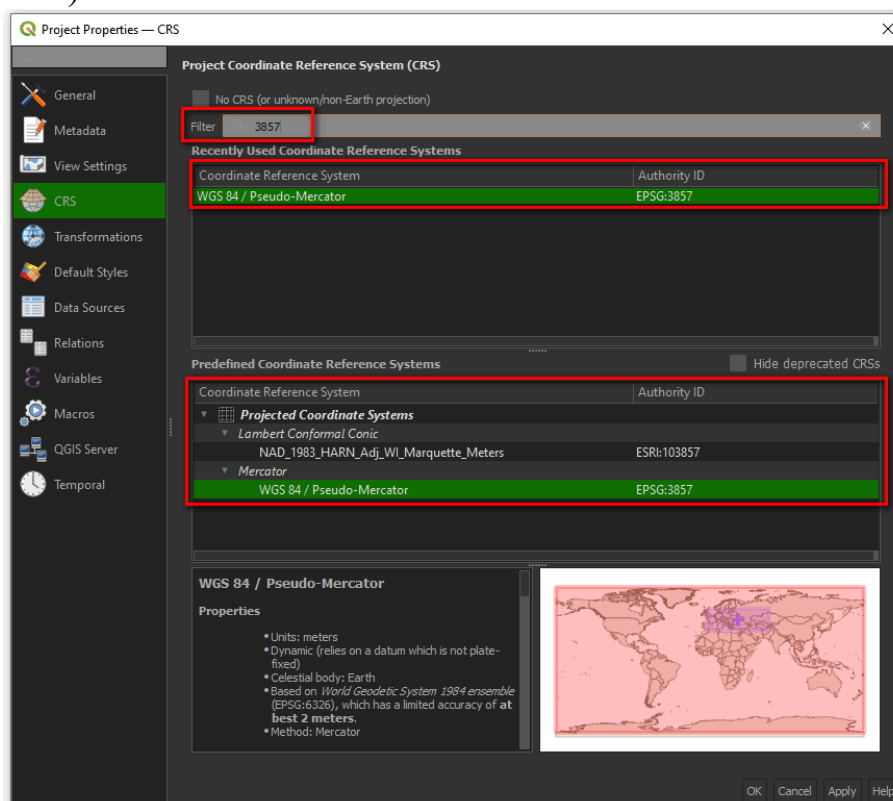 )
Project Properties — CRS
Project Coordinate Reference System (CRS)
General
Metadata
View Settings
CRS
Transformations
Default Styles
Data Sources
Relations
Variables
Macros
QGIS Server
Temporal
No CRS (or unknown/non-Earth projection)
Filter 3857
Recently Used Coordinate Reference Systems
Coordinate Reference System Authority ID
WGS 84 / Pseudo-Mercator EPSG:3857
Predefined Coordinate Reference Systems Hide deprecated CRSs
Coordinate Reference System Authority ID
Projected Coordinate Systems
Lambert Conformal Conic
NAD_1983_HARN_Adj_WI_Marquette_Meters ESRI:103857
Mercator
WGS 84 / Pseudo-Mercator EPSG:3857
WGS 84 / Pseudo-Mercator
Properties
• Units: meters
• Dynamic (relies on a datum which is not plate-
fixed)
• Celestial body: Earth
• Based on World Geodetic System 1984 ensemble
(EPSG:6326), which has a limited accuracy of at
best 2 meters.
• Method: Mercator
OK Cancel Apply Help